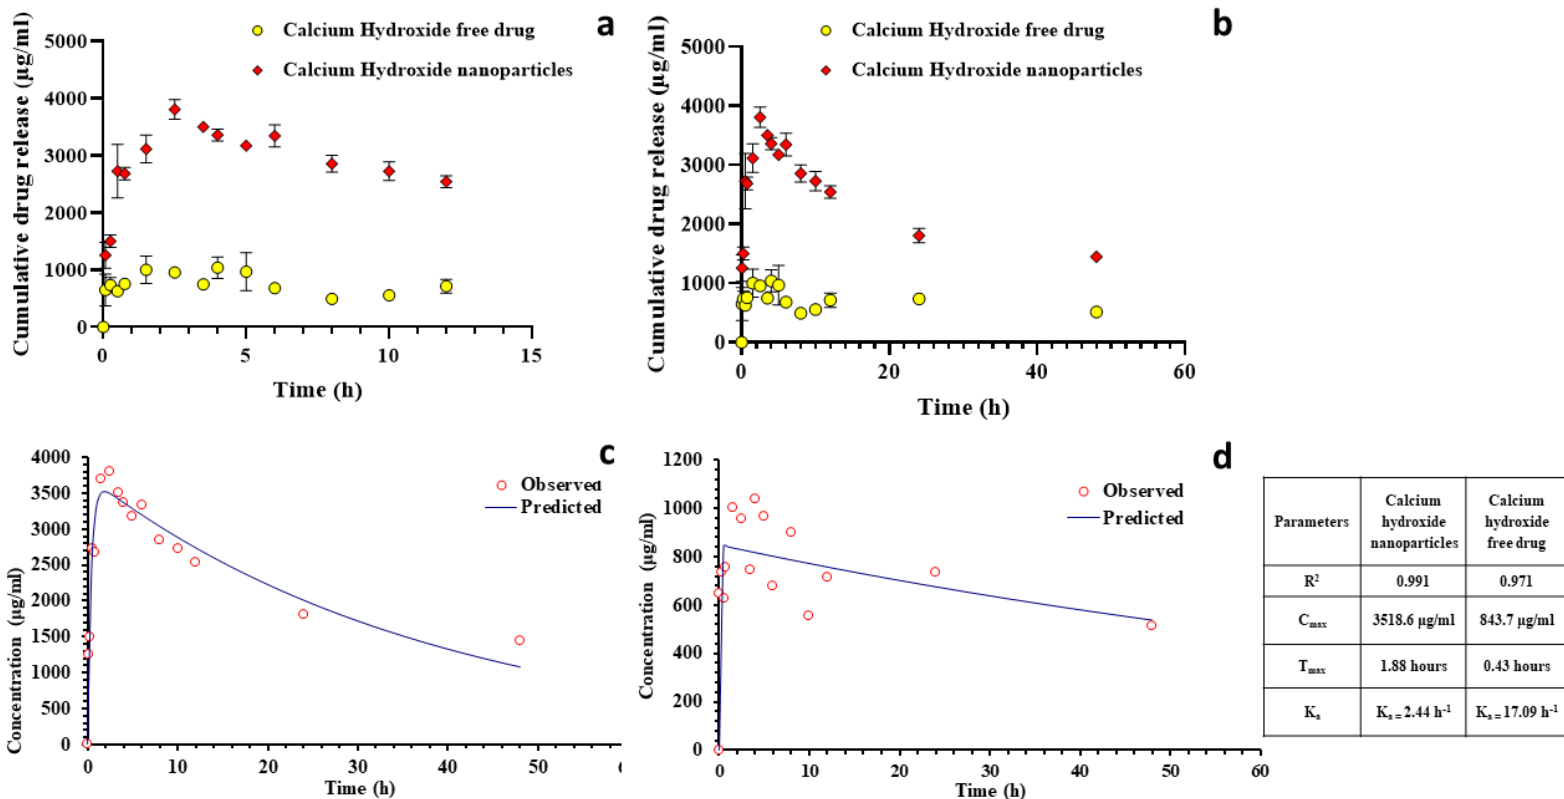 a
Calcium Hydroxide free drug
Calcium Hydroxide nanoparticles
Cumulative drug release (µg/ml)
5000
4000
3000
2000
1000
0
0
5
10
15
Time (h)
b
Calcium Hydroxide free drug
Calcium Hydroxide nanoparticles
Cumulative drug release (µg/ml)
5000
4000
3000
2000
1000
0
0
20
40
60
Time (h)
c
Observed
Predicted
Concentration (µg/ml)
4000
3500
3000
2500
2000
1500
1000
500
0
0
10
20
30
40
50
Time (h)
d
Observed
Predicted
Concentration (µg/ml)
1200
1000
800
600
400
200
0
0
10
20
30
40
50
60
Time (h)
Parameters
Calcium
hydroxide
nanoparticles
Calcium
hydroxide
free drug
R²
0.991
0.971
Cmax
3518.6 µg/ml
843.7 µg/ml
Tmax
1.88 hours
0.43 hours
Ka
Ka = 2.44 h⁻¹
Ka = 17.09 h⁻¹